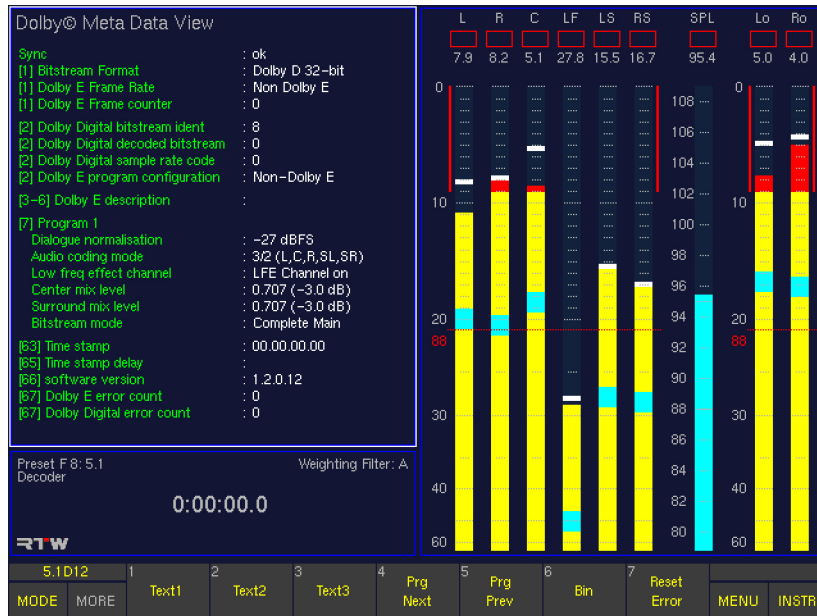 Dolby© Meta Data View
Sync : ok
[1] Bitstream Format : Dolby D 32-bit
[1] Dolby E Frame Rate : Non Dolby E
[1] Dolby E Frame counter : 0
[2] Dolby Digital bitstream ident : 8
[2] Dolby Digital decoded bitstream : 0
[2] Dolby Digital sample rate code : 0
[2] Dolby E program configuration : Non-Dolby E
[3-6] Dolby E description :
[7] Program 1
Dialogue normalisation : -27 dBFS
Audio coding mode : 3/2 (L,C,R,SL,SR)
Low freq effect channel : LFE Channel on
Center mix level : 0.707 (-3.0 dB)
Surround mix level : 0.707 (-3.0 dB)
Bitstream mode : Complete Main
[63] Time stamp : 00.00.00.00
[65] Time stamp delay :
[66] software version : 1.2.0.12
[67] Dolby E error count : 0
[67] Dolby Digital error count : 0
Preset F 8: 5.1 Weighting Filter: A
Decoder
0:00:00.0
RTW
L R C LF LS RS SPL Lo Ro
7.9 8.2 5.1 27.8 15.5 16.7 95.4 5.0 4.0
0 0
108
106
104
102
10 10
100
98
96
94
20 20
88 88
92
90
88
30 30
86
84
40 40
82
80
60 60
5.1D12 1 2 3 4 5 6 7
Text1 Text2 Text3 Prg Next Prg Prev Bin Reset Error
MODE MORE MENU INSTR